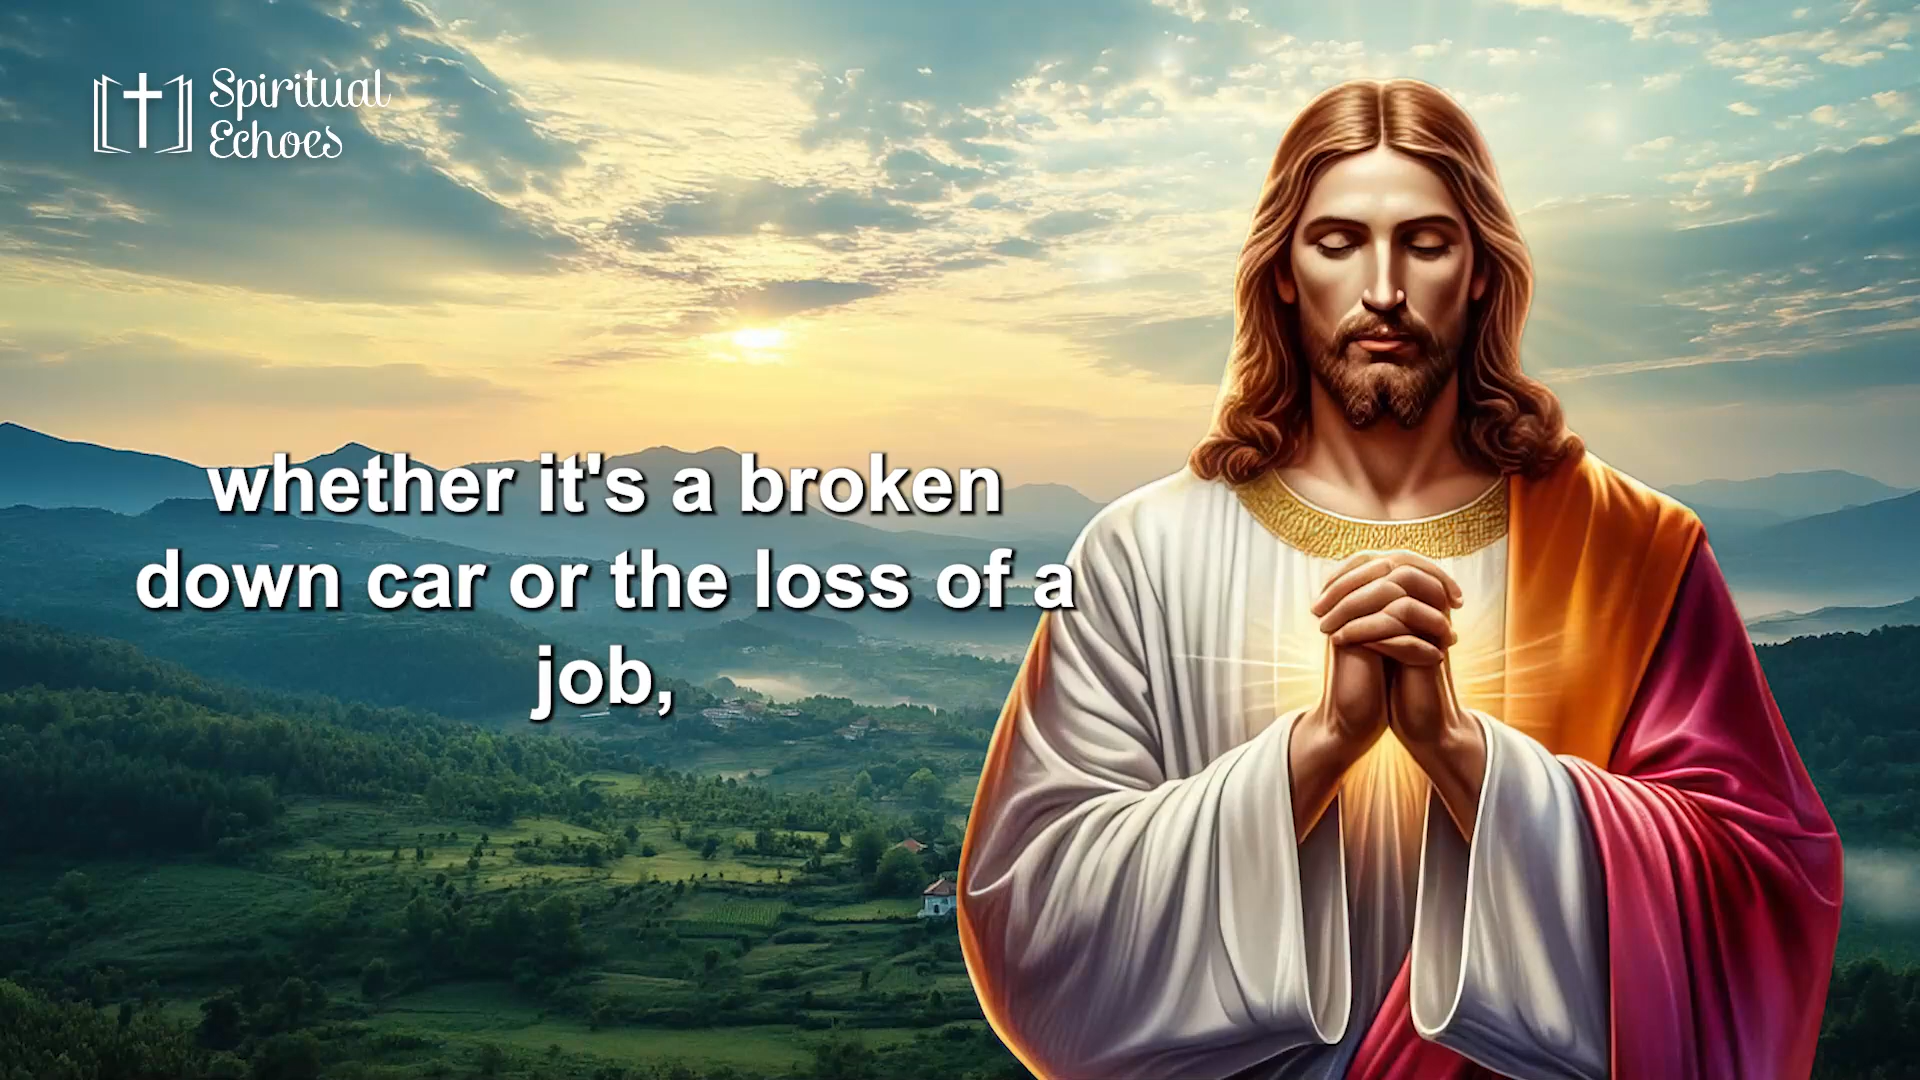 Spiritual
Echoes
whether it's a broken
down car or the loss of a
job,